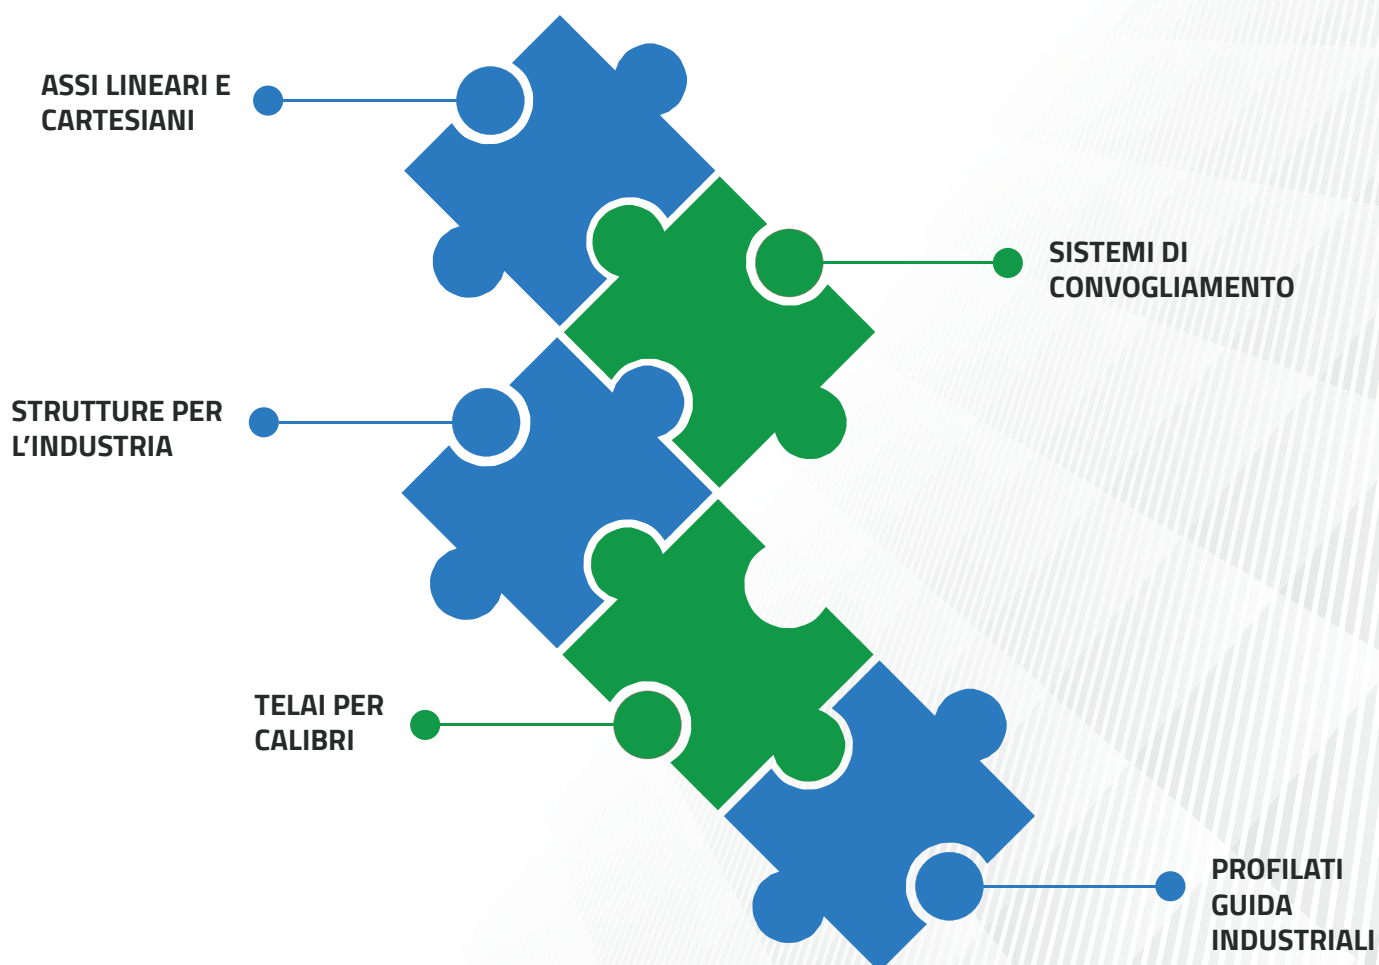 ASSI LINEARI E
CARTESIANI
SISTEMI DI
CONVOGLIAMENTO
STRUTTURE PER
L'INDUSTRIA
TELAI PER
CALIBRI
PROFILATI
GUIDA
INDUSTRIALI